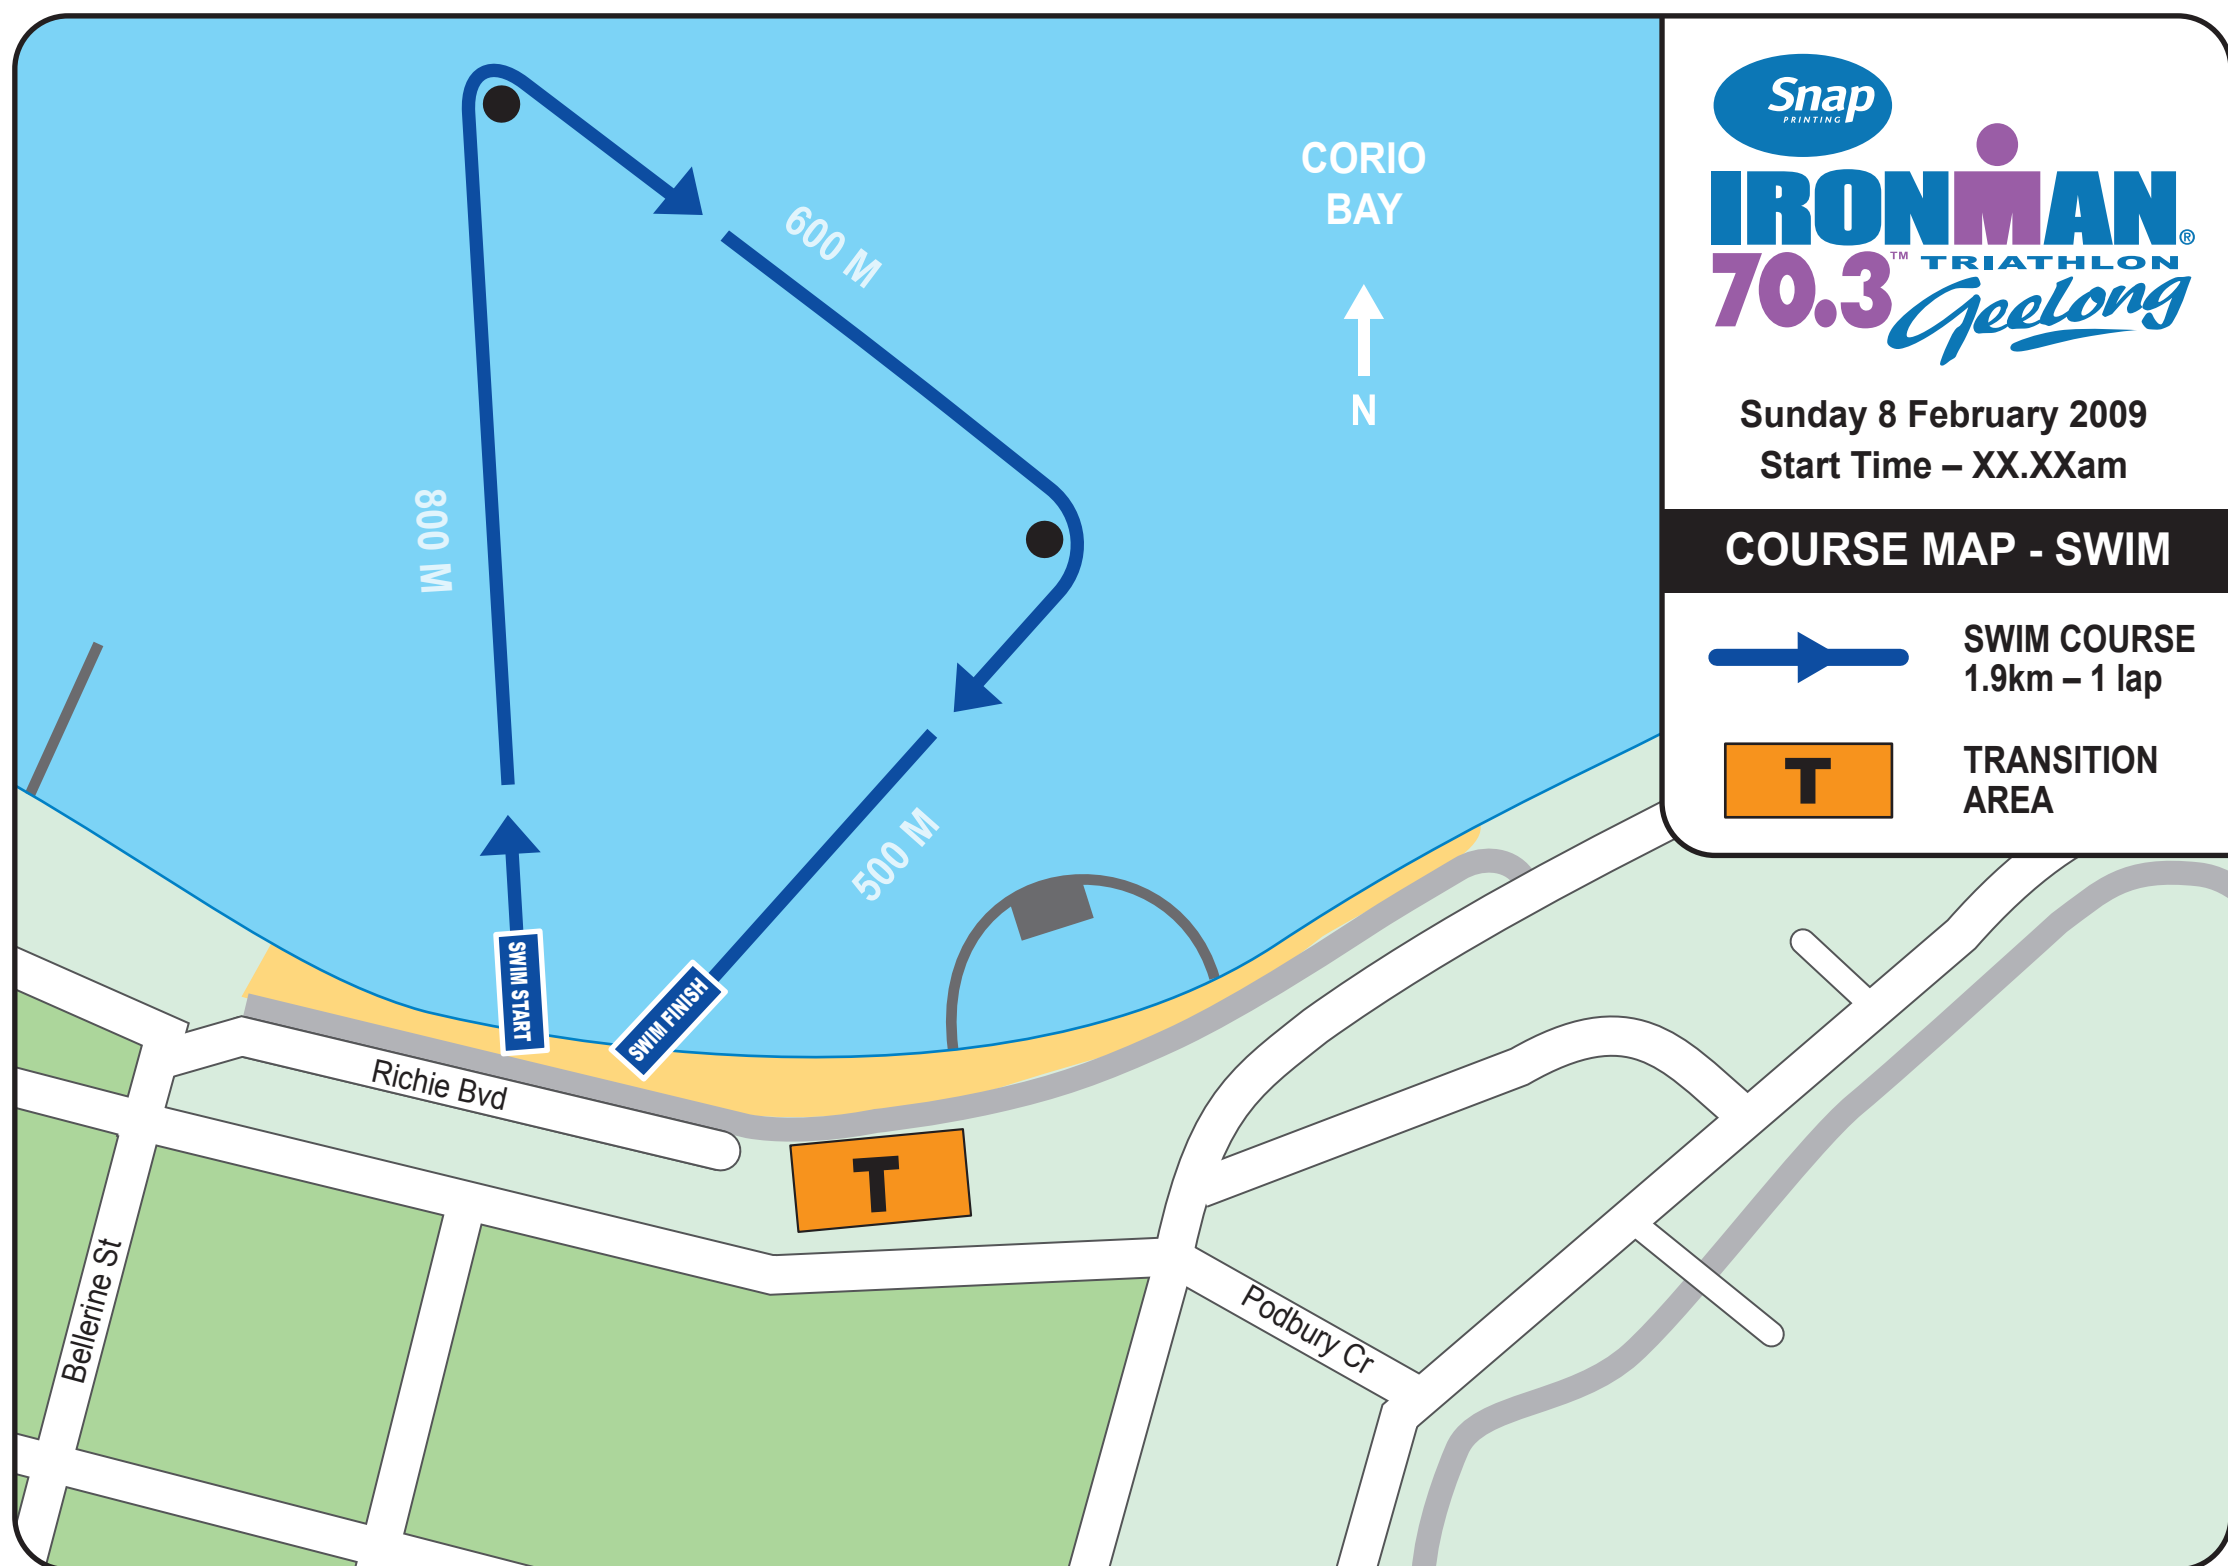 Snap
PRINTING
IRONMAN®
70.3™ TRIATHLON
Geelong
Sunday 8 February 2009
Start Time – XX.XXam
COURSE MAP - SWIM
SWIM COURSE
1.9km – 1 lap
T
TRANSITION
AREA
CORIO
BAY
N
600 M
800 M
500 M
SWIM START
SWIM FINISH
Richie Bvd
T
Bellerine St
Podbury Cr